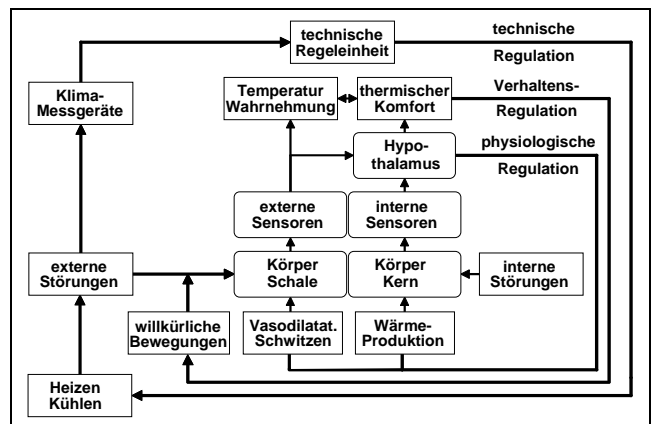 technische
Regeleinheit
technische
Regulation
Klima-
Messgeräte
Temperatur
Wahrnehmung
thermischer
Komfort
Verhaltens-
Regulation
Hypo-
thalamus
physiologische
Regulation
externe
Sensoren
interne
Sensoren
externe
Störungen
Körper
Schale
Körper
Kern
interne
Störungen
willkürliche
Bewegungen
Vasodilatat.
Schwitzen
Wärme-
Produktion
Heizen
Kühlen